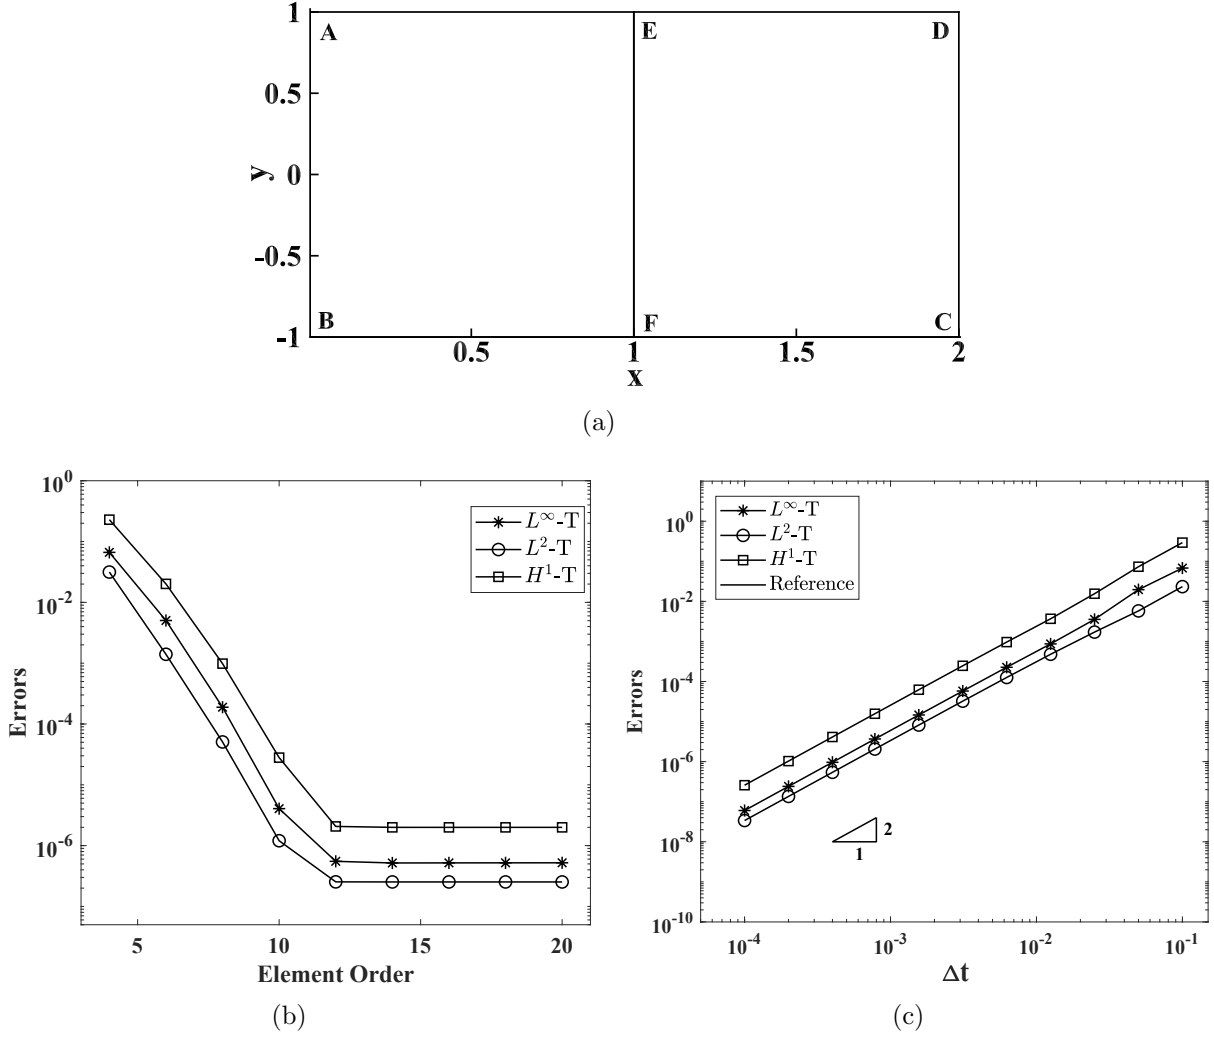 1
A
E
D
0.5
y
0
-0.5
B
F
C
-1
0.5
1
1.5
2
x
(a)
10^0
10^-2
10^-4
10^-6
Errors
L^∞-T
L^2-T
H^1-T
5
10
15
20
Element Order
(b)
10^0
10^-2
10^-4
10^-6
10^-8
10^-10
Errors
L^∞-T
L^2-T
H^1-T
Reference
2
1
10^-4
10^-3
10^-2
10^-1
Δt
(c)